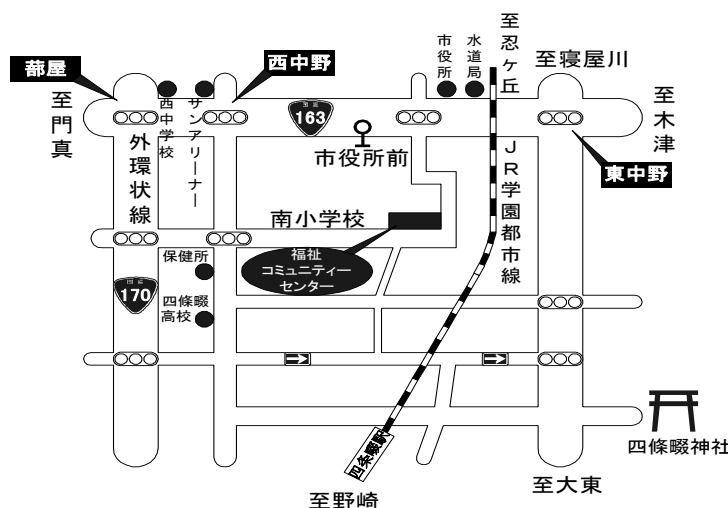 蔀屋
西中野
市役所
水道局
至忍ヶ丘
至寝屋川
至門真
西中学校
サンアリーナー
国道
163
市役所前
至木津
東中野
外環状線
JR学園都市線
南小学校
福祉
コミュニティー
センター
保健所
国道
170
四條畷
高校
四条畷駅
四條畷神社
至野崎
至大東